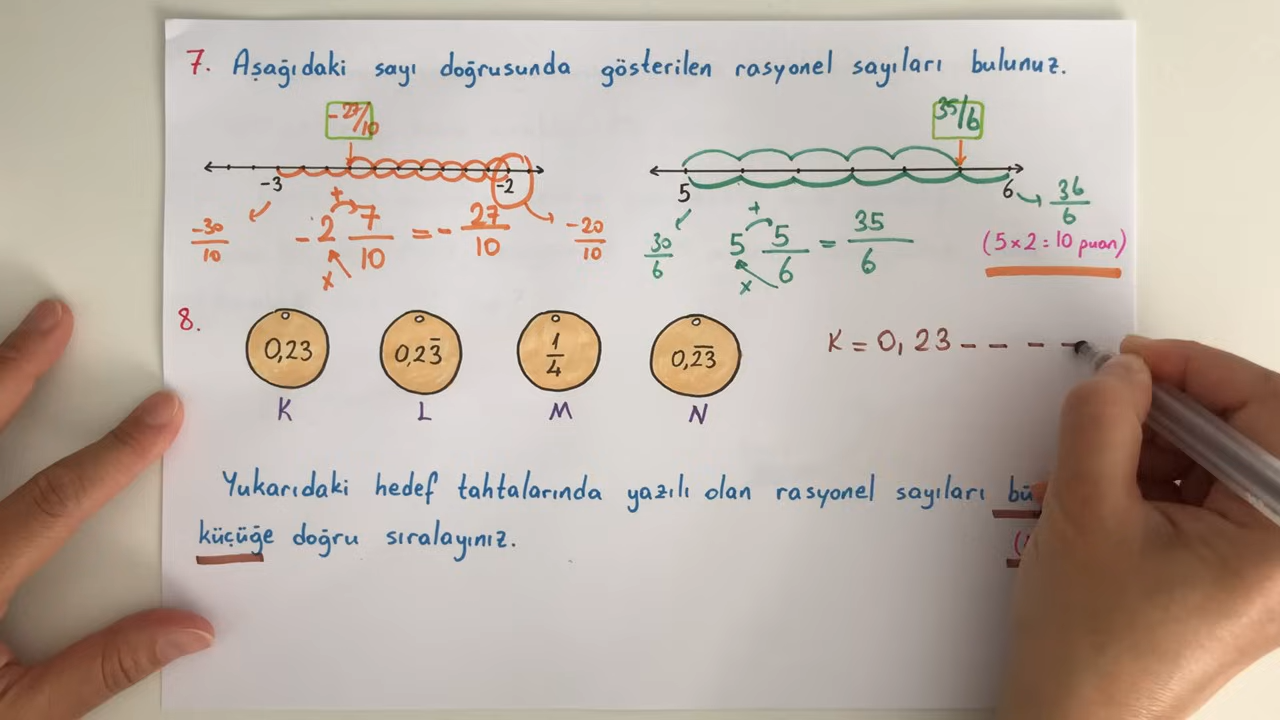 7. Aşağıdaki sayı doğrusunda gösterilen rasyonel sayıları bulunuz.
-27/10
35/6
-3
-2
5
6
-30/10
-2 7/10 = -27/10
+
x
-20/10
30/6
5 5/6 = 35/6
+
x
36/6
(5x2=10 puan)
8.
0,23
0,23̅
1/4
0,2̅3̅
K = 0,23 - - - -
K
L
M
N
Yukarıdaki hedef tahtalarında yazılı olan rasyonel sayıları
küçüğe doğru sıralayınız.